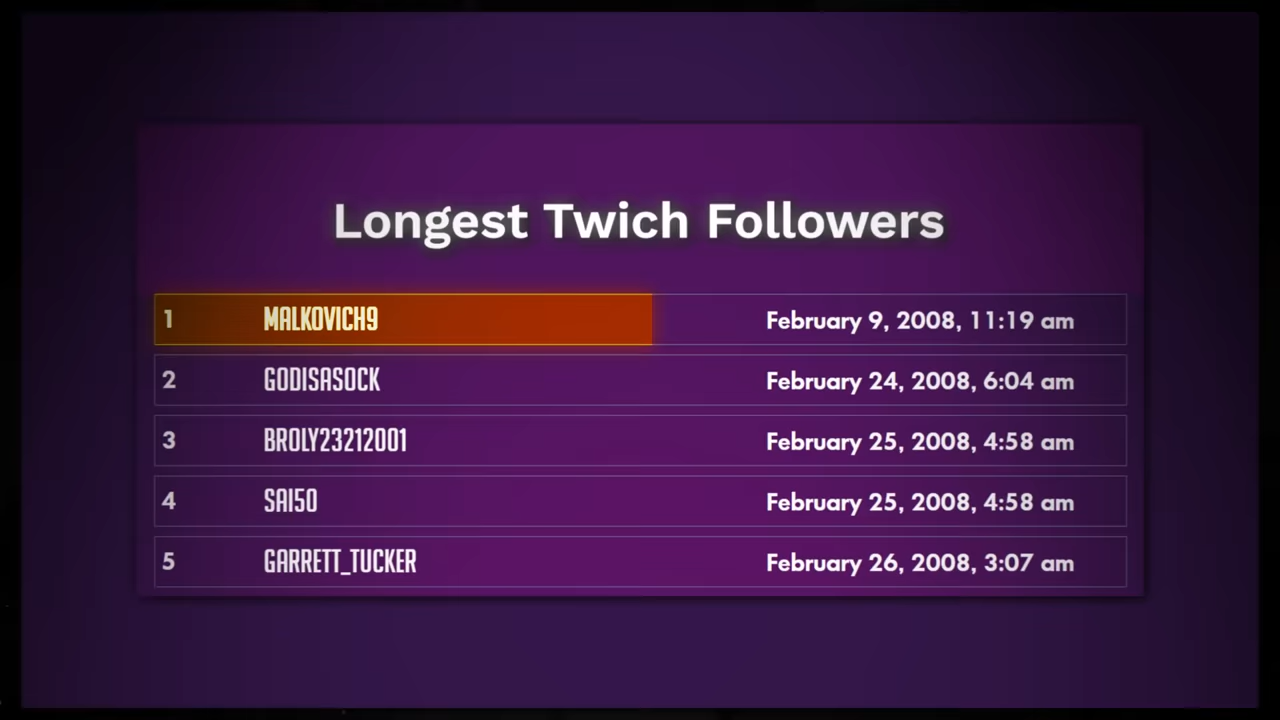 Longest Twich Followers
1 MALKOVICH9 February 9, 2008, 11:19 am
2 GODISASOCK February 24, 2008, 6:04 am
3 BROLY23212001 February 25, 2008, 4:58 am
4 SAI50 February 25, 2008, 4:58 am
5 GARRETT_TUCKER February 26, 2008, 3:07 am